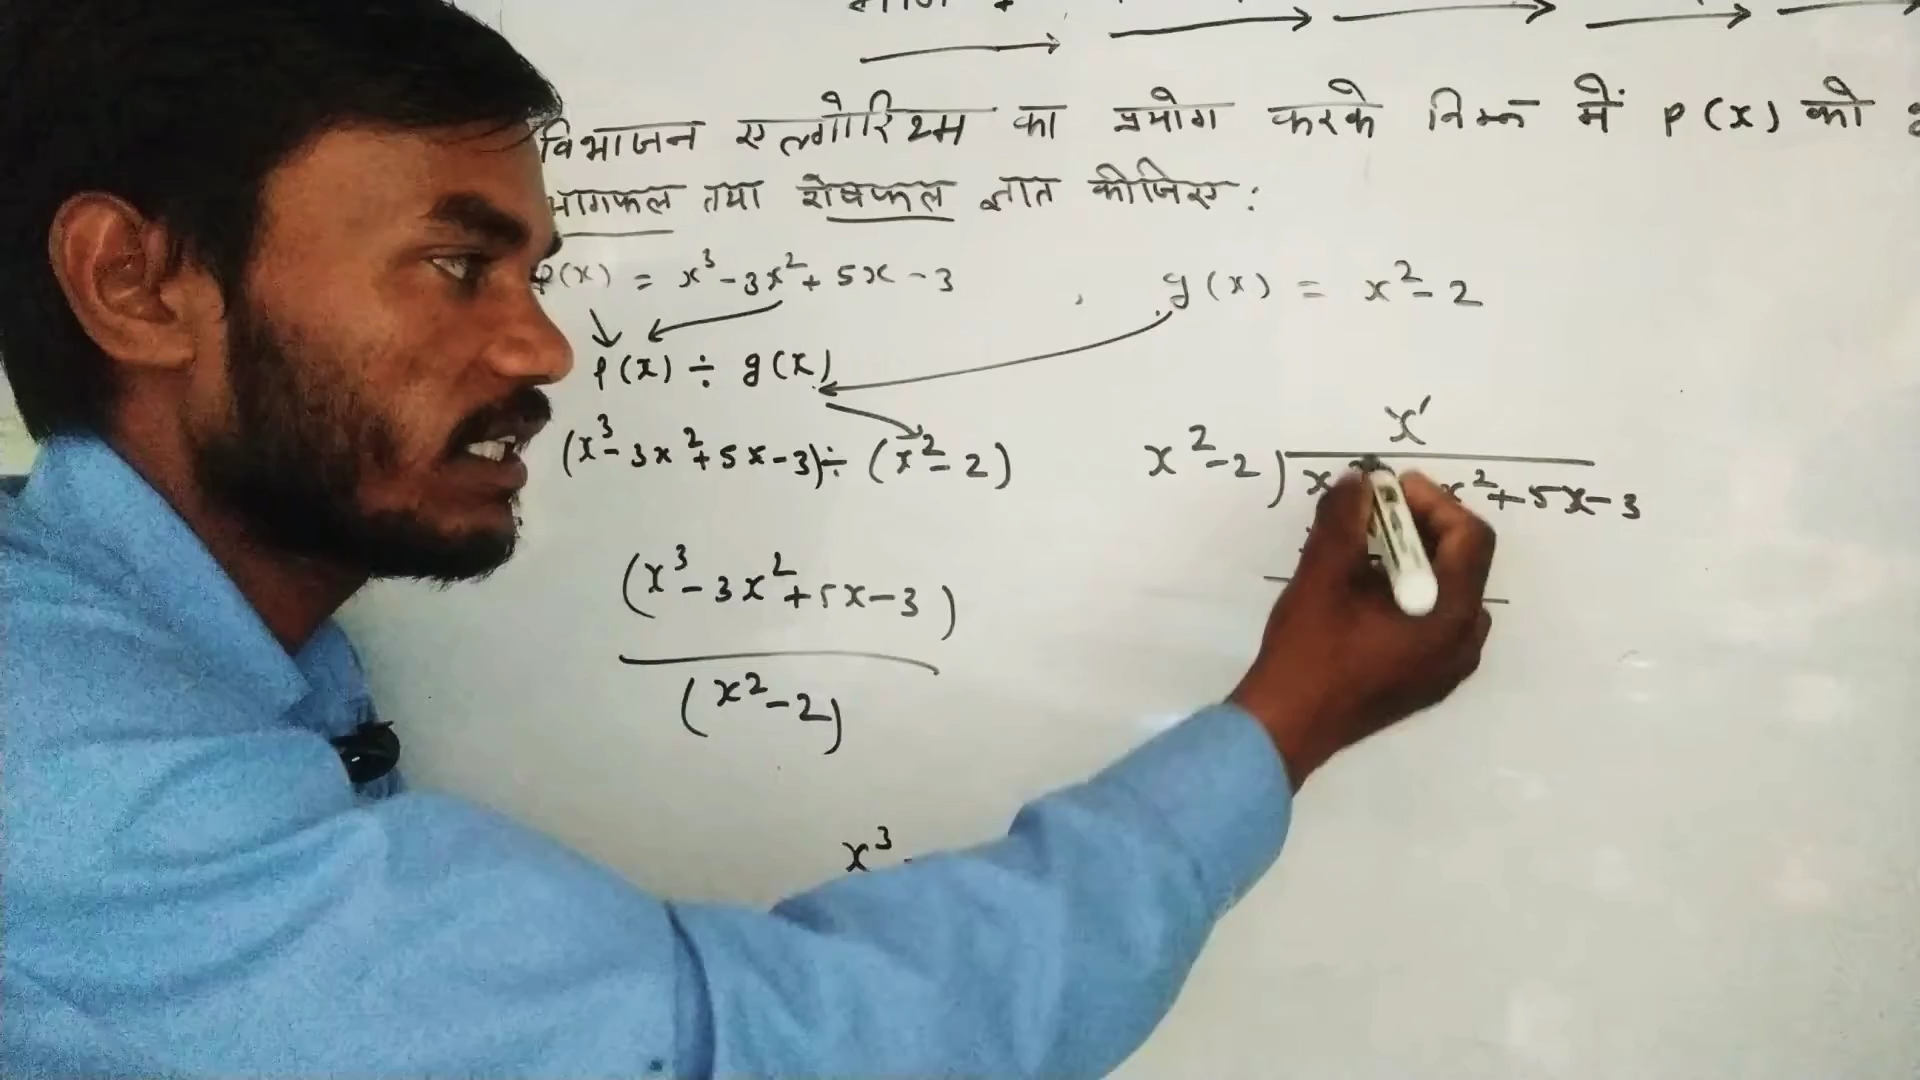 विभाजन एल्गोरिथ्म का प्रयोग करके निम्न में p(x) को
भागफल तथा शेषफल ज्ञात कीजिए :
p(x) = x³ - 3x² + 5x - 3 , g(x) = x² - 2
p(x) ÷ g(x)
(x³ - 3x² + 5x - 3) ÷ (x² - 2)
x
x² - 2 ) x x² + 5x - 3
(x³ - 3x² + 5x - 3)
(x² - 2)
x³